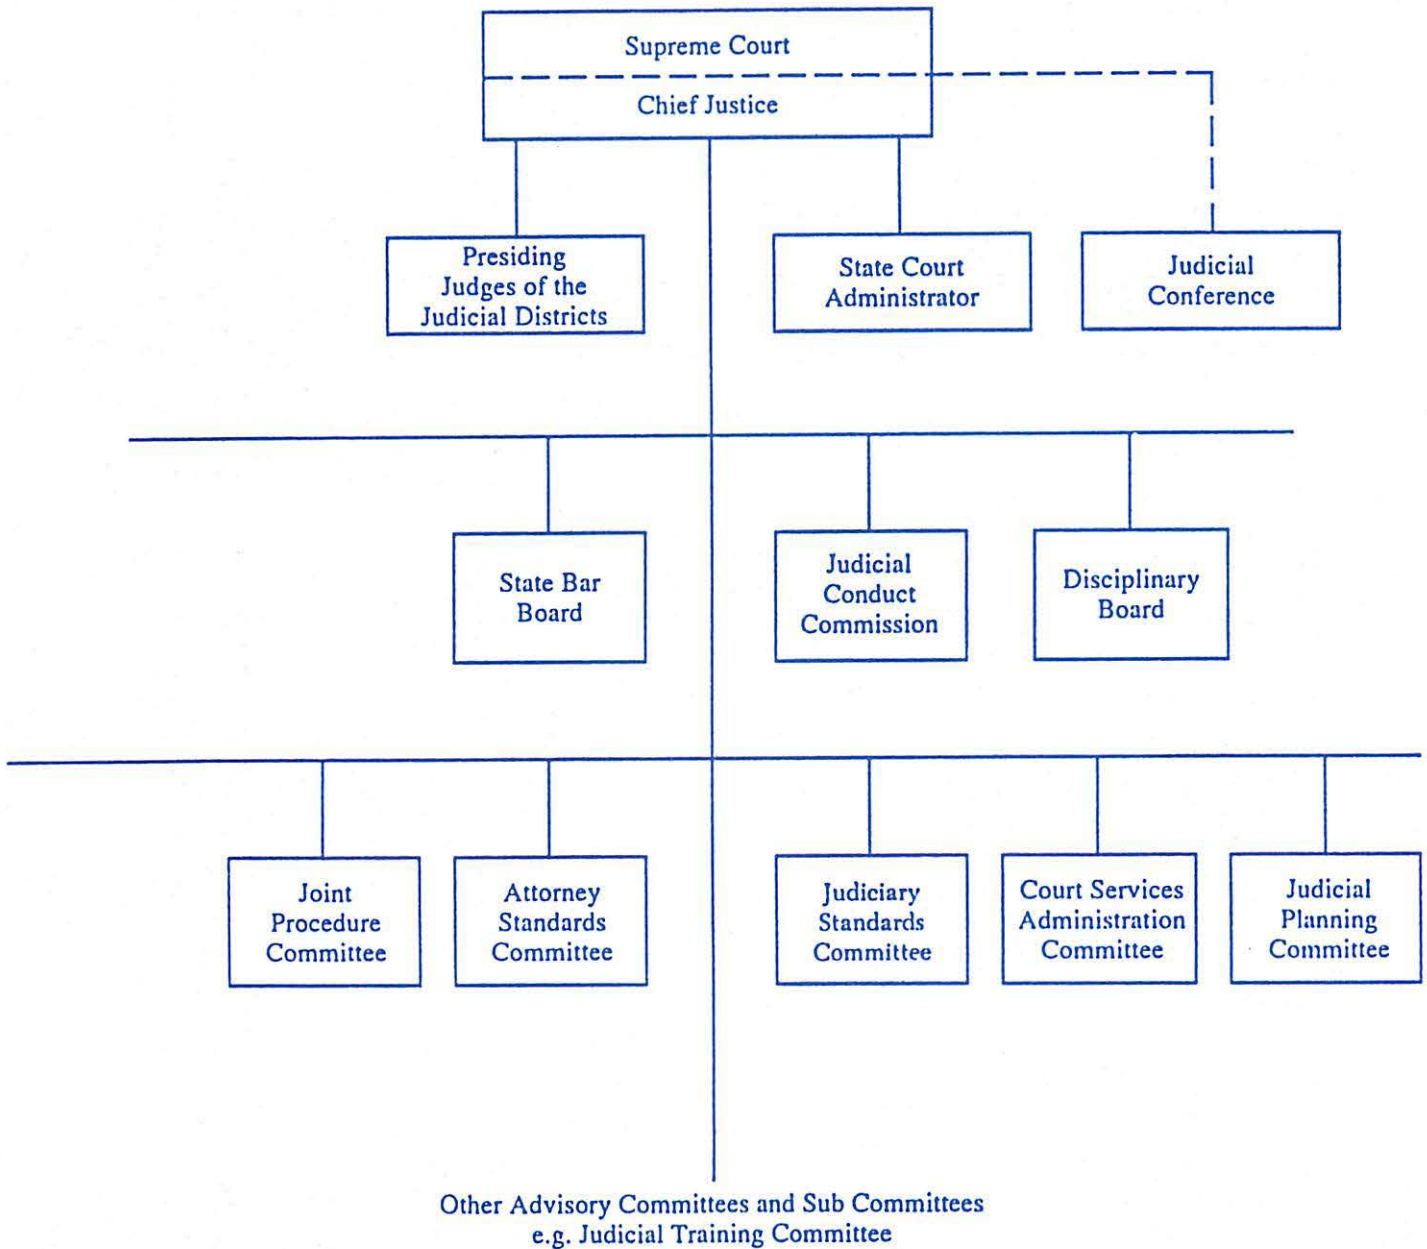 Supreme Court
Chief Justice
Presiding
Judges of the
Judicial Districts
State Court
Administrator
Judicial
Conference
State Bar
Board
Judicial
Conduct
Commission
Disciplinary
Board
Joint
Procedure
Committee
Attorney
Standards
Committee
Judiciary
Standards
Committee
Court Services
Administration
Committee
Judicial
Planning
Committee
Other Advisory Committees and Sub Committees
e.g. Judicial Training Committee